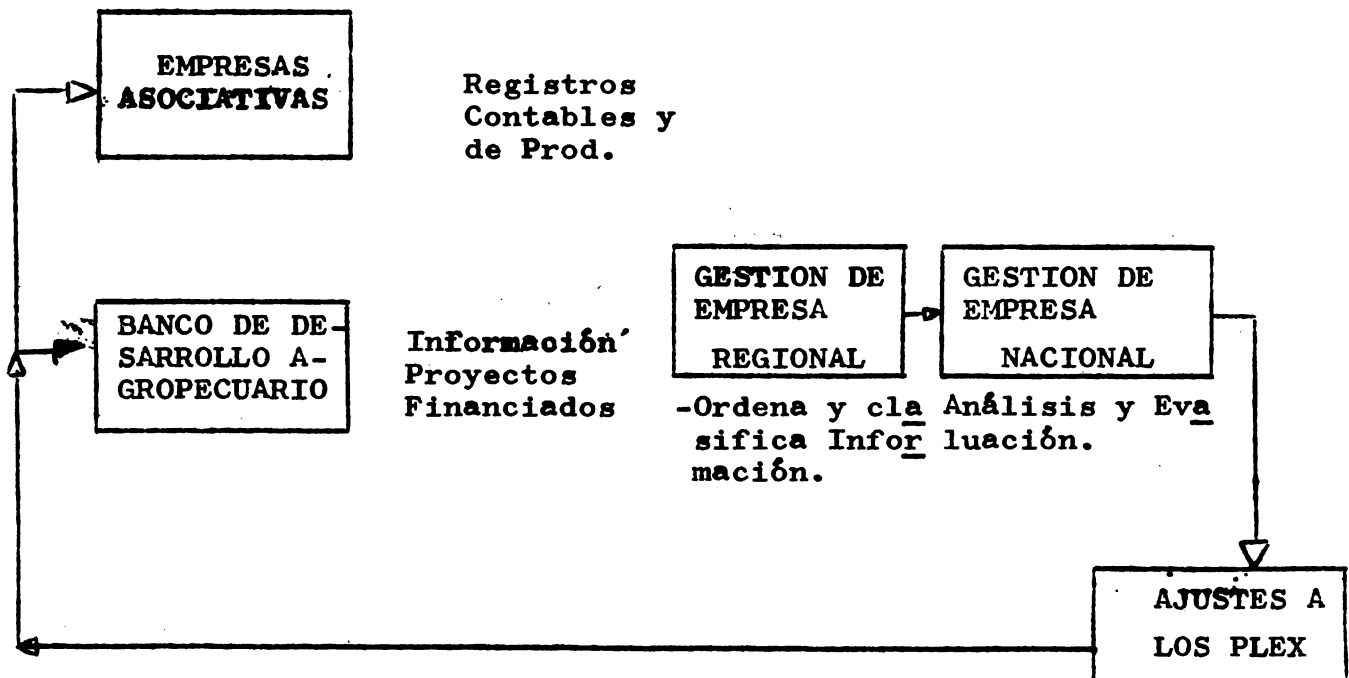 EMPRESAS
ASOCIATIVAS
Registros
Contables y
de Prod.
BANCO DE DE-
SARROLLO A-
GROPECUARIO
Información
Proyectos
Financiados
GESTION DE
EMPRESA
REGIONAL
GESTION DE
EMPRESA
NACIONAL
-Ordena y cla
sifica Infor
mación.
Análisis y Eva
luación.
AJUSTES A
LOS PLEX